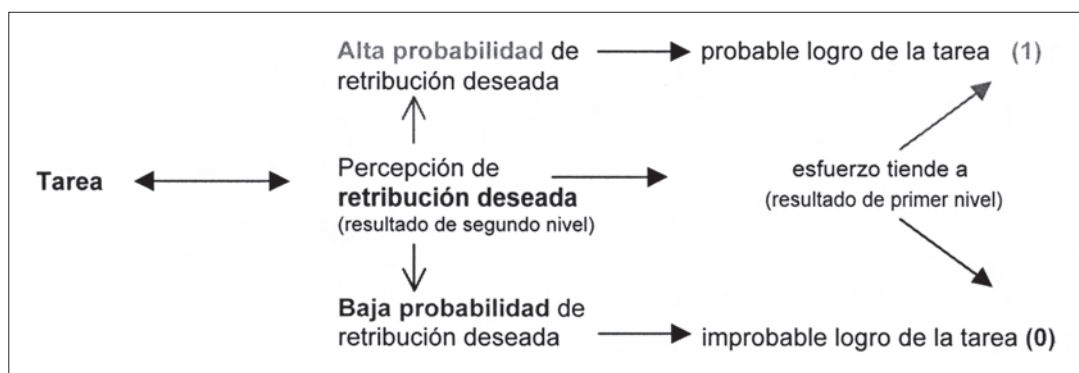 Alta probabilidad de
retribución deseada
probable logro de la tarea (1)
Tarea
Percepción de
retribución deseada
(resultado de segundo nivel)
esfuerzo tiende a
(resultado de primer nivel)
Baja probabilidad de
retribución deseada
improbable logro de la tarea (0)